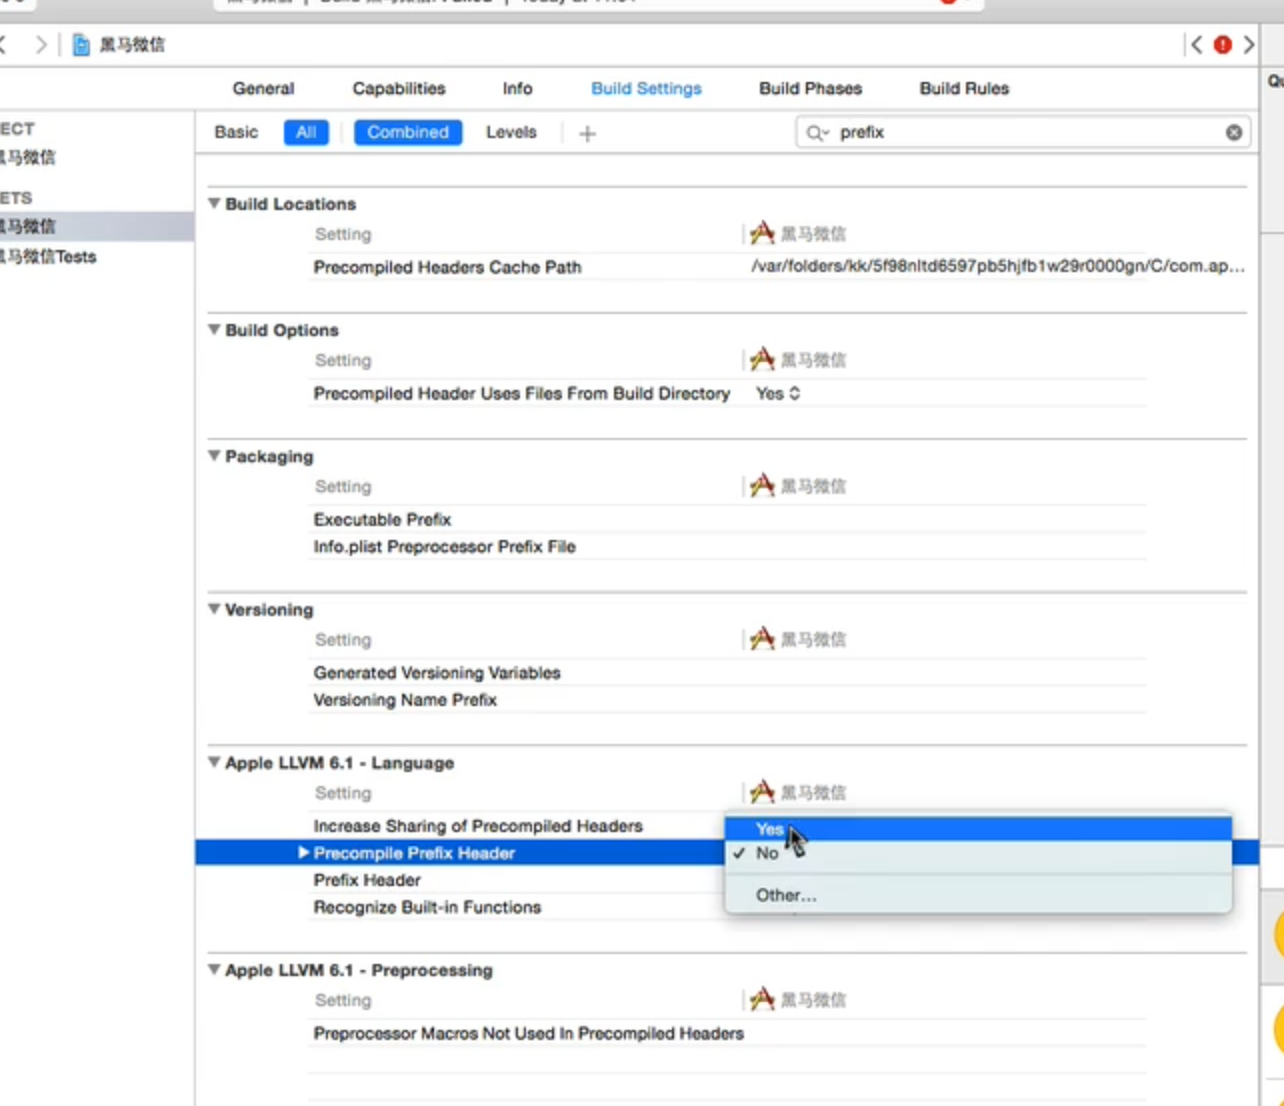 黑马微信
General Capabilities Info Build Settings Build Phases Build Rules
Qu
ECT
Basic All Combined Levels + prefix
黑马微信
ETS
Build Locations
黑马微信
Setting 黑马微信
黑马微信Tests
Precompiled Headers Cache Path /var/folders/kk/5f98nltd6597pb5hjfb1w29r0000gn/C/com.ap...
Build Options
Setting 黑马微信
Precompiled Header Uses Files From Build Directory Yes
Packaging
Setting 黑马微信
Executable Prefix
Info.plist Preprocessor Prefix File
Versioning
Setting 黑马微信
Generated Versioning Variables
Versioning Name Prefix
Apple LLVM 6.1 - Language
Setting 黑马微信
Increase Sharing of Precompiled Headers
Yes
Precompile Prefix Header
No
Prefix Header
Other...
Recognize Built-in Functions
Apple LLVM 6.1 - Preprocessing
Setting 黑马微信
Preprocessor Macros Not Used In Precompiled Headers